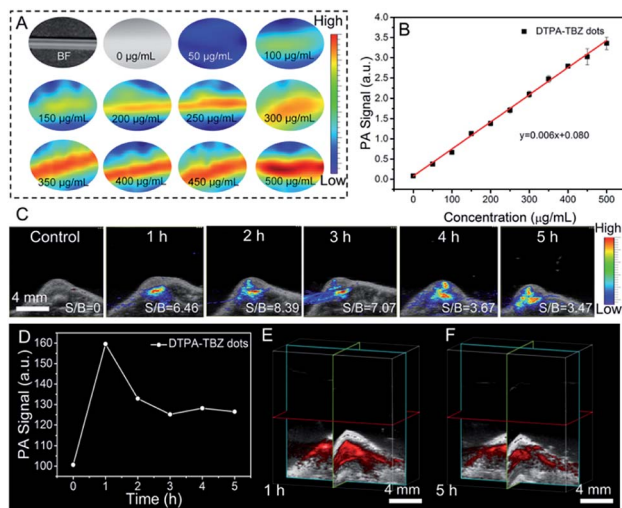 A
BF
0 µg/mL
50 µg/mL
100 µg/mL
150 µg/mL
200 µg/mL
250 µg/mL
300 µg/mL
350 µg/mL
400 µg/mL
450 µg/mL
500 µg/mL
High
Low
B
DTPA-TBZ dots
PA Signal (a.u.)
4.0
3.5
3.0
2.5
2.0
1.5
1.0
0.5
0.0
y=0.006x+0.080
0 100 200 300 400 500
Concentration (µg/mL)
C
Control
1 h
2 h
3 h
4 h
5 h
4 mm
S/B=0
S/B=6.46
S/B=8.39
S/B=7.07
S/B=3.67
S/B=3.47
High
Low
D
DTPA-TBZ dots
PA Signal (a.u.)
160
150
140
130
120
110
100
0 1 2 3 4 5
Time (h)
E
1 h
4 mm
F
5 h
4 mm